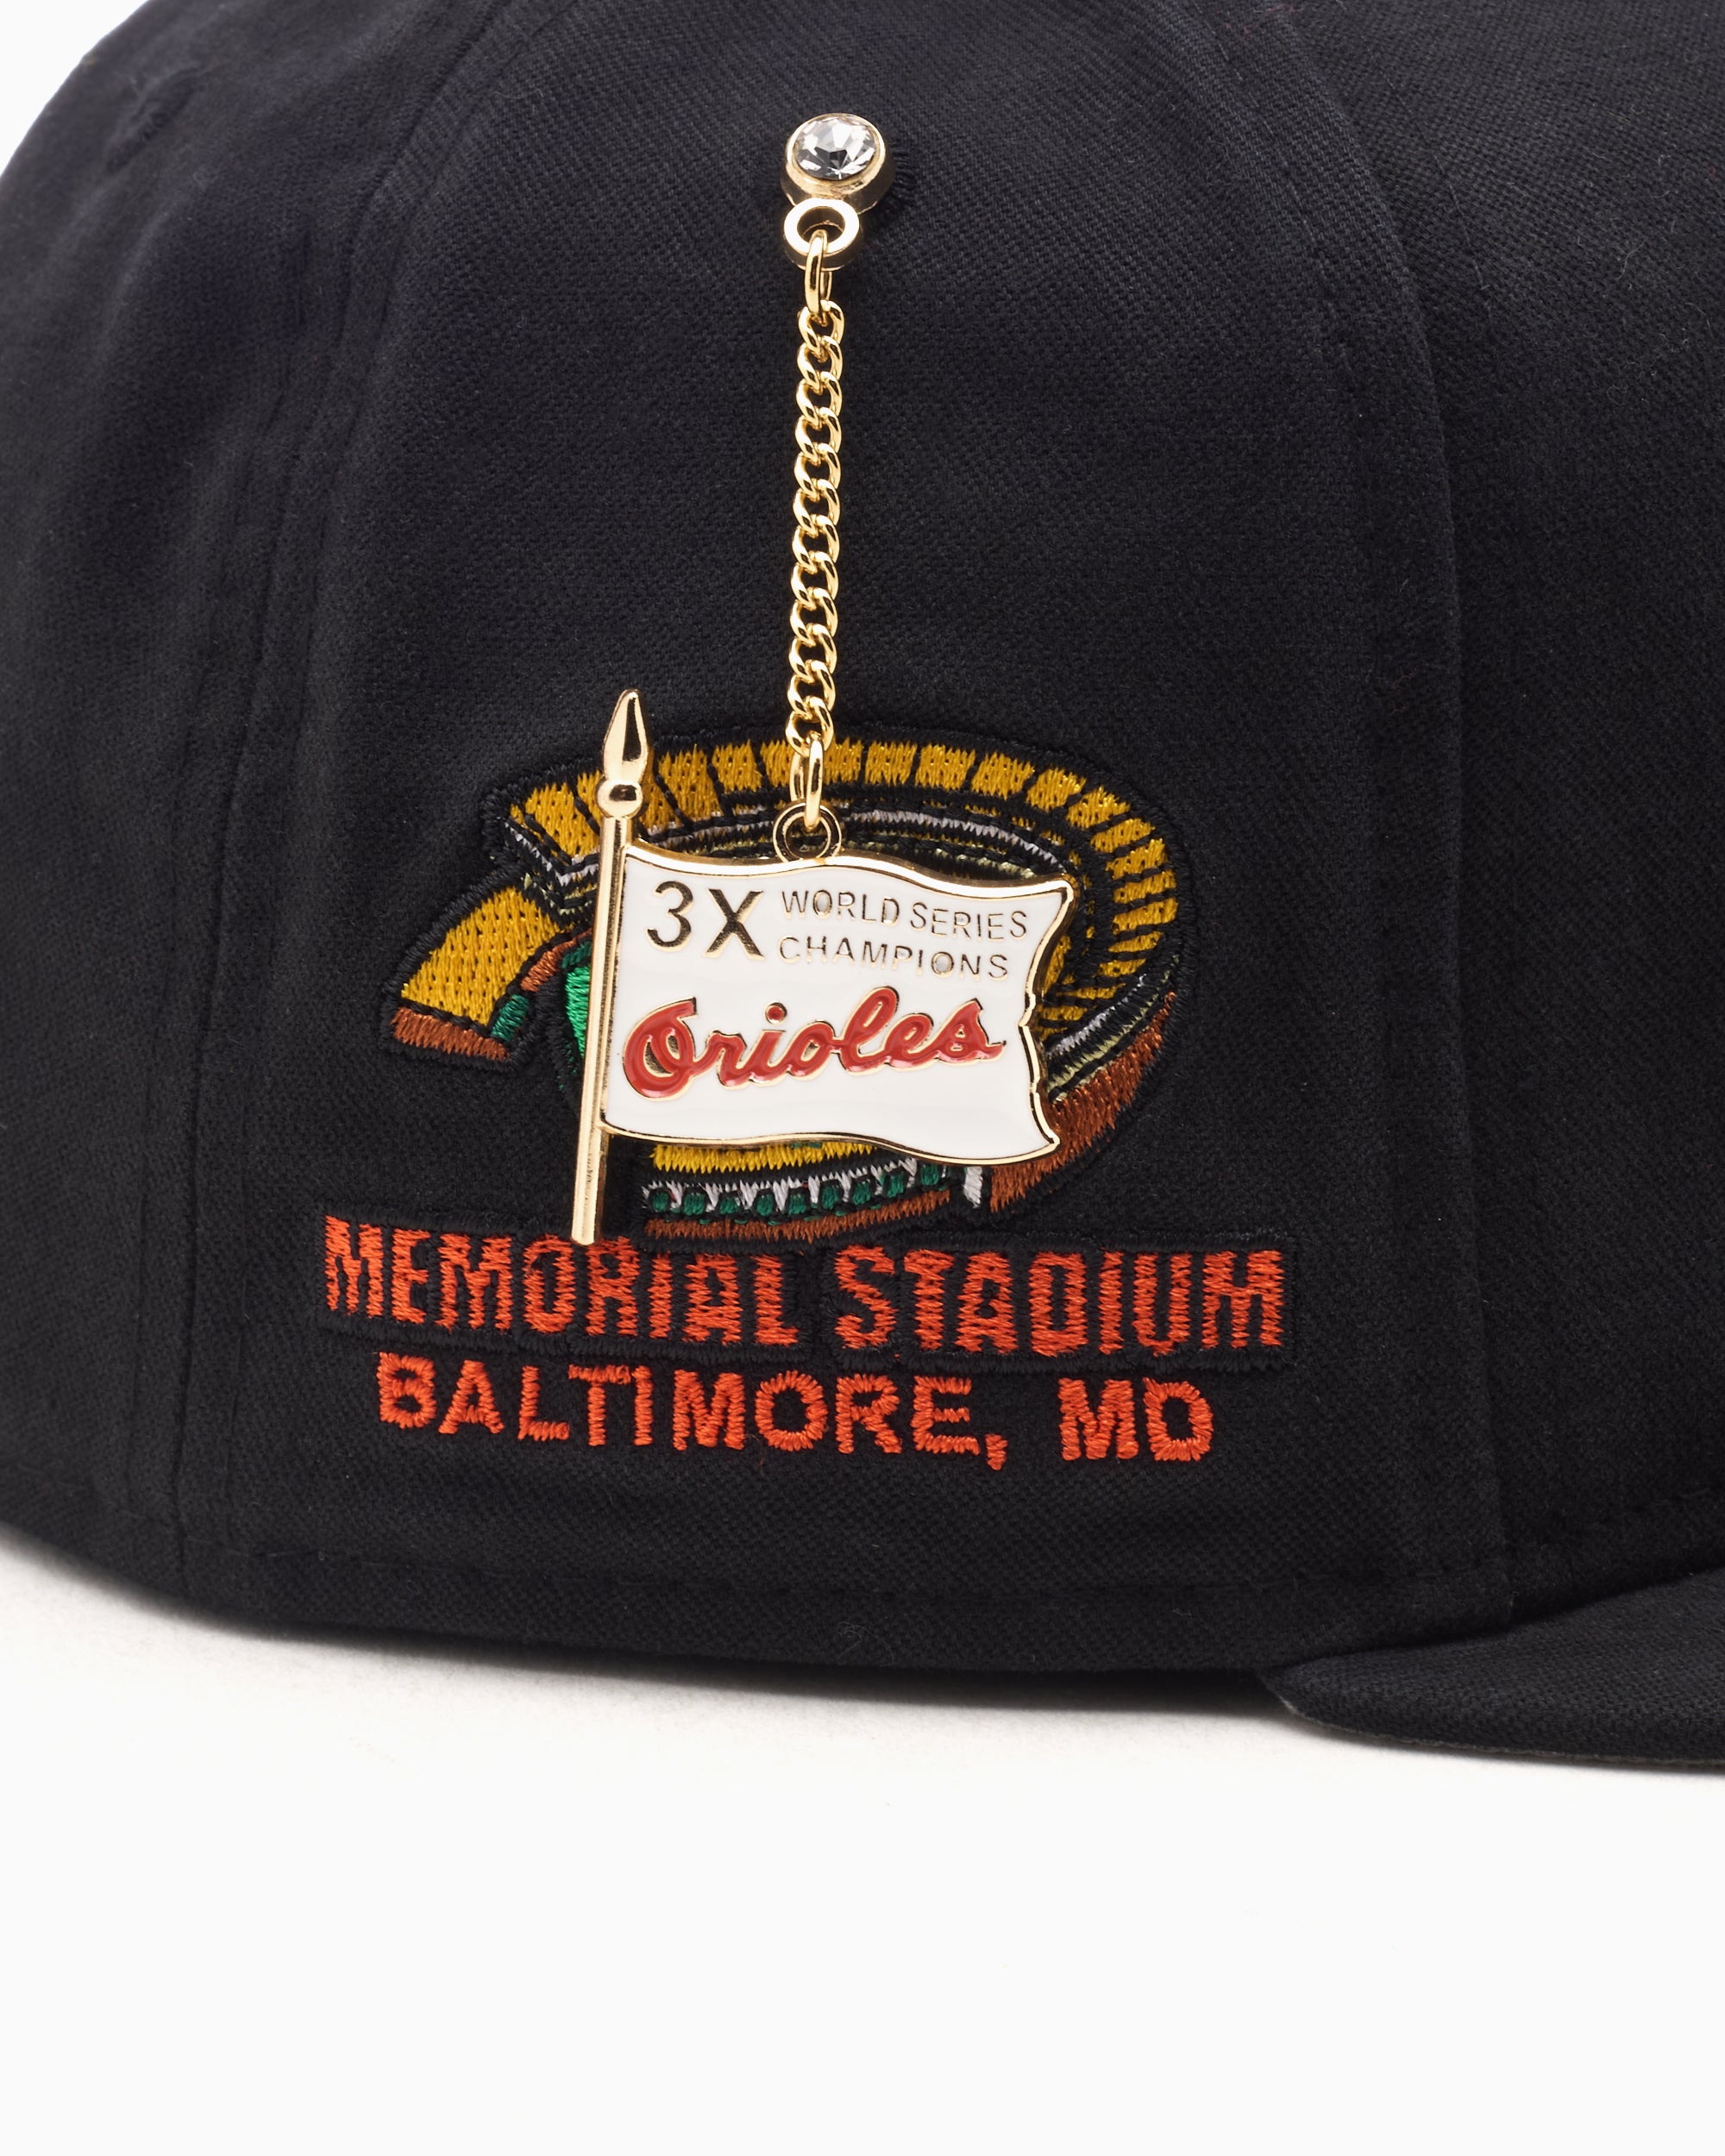 3X WORLD SERIES
CHAMPIONS
Orioles
MEMORIAL STADIUM
BALTIMORE, MD